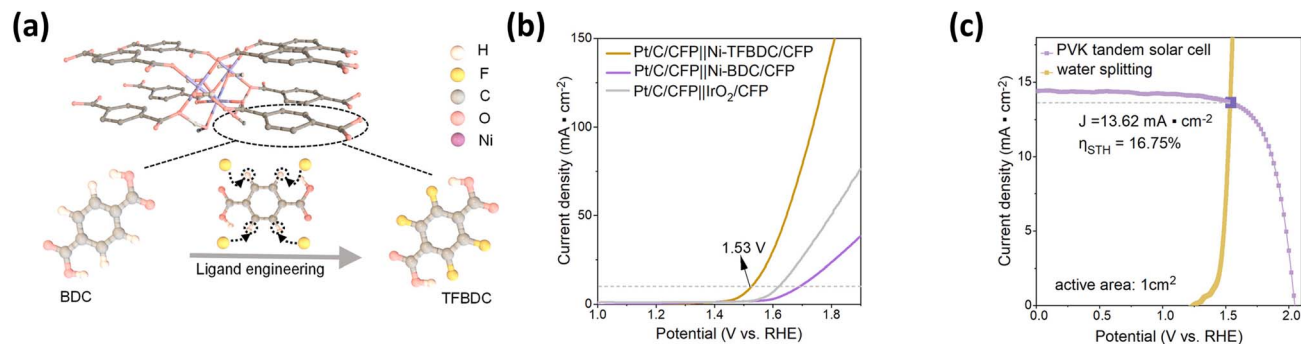 (a)
H
F
C
O
Ni
BDC
Ligand engineering
TFBDC
(b)
Current density (mA • cm⁻²)
150
125
100
75
50
25
0
Pt/C/CFP||Ni-TFBDC/CFP
Pt/C/CFP||Ni-BDC/CFP
Pt/C/CFP||IrO₂/CFP
1.53 V
1.0
1.2
1.4
1.6
1.8
Potential (V vs. RHE)
(c)
Current density (mA • cm⁻²)
15
10
5
0
PVK tandem solar cell
water splitting
J =13.62 mA • cm⁻²
ηSTH = 16.75%
active area: 1cm²
0.0
0.5
1.0
1.5
2.0
Potential (V vs. RHE)